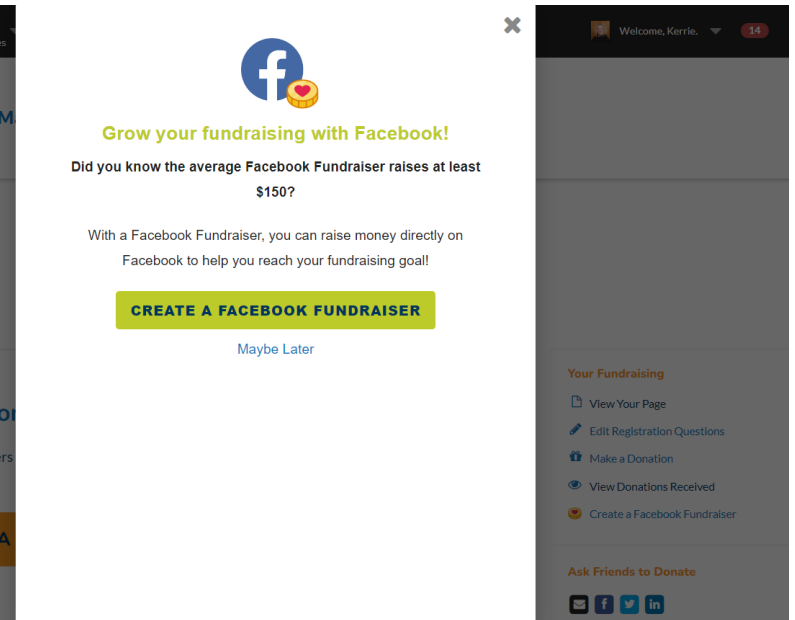 es
Welcome, Kerrie.
14
Ma
Grow your fundraising with Facebook!
Did you know the average Facebook Fundraiser raises at least
$150?
With a Facebook Fundraiser, you can raise money directly on
Facebook to help you reach your fundraising goal!
CREATE A FACEBOOK FUNDRAISER
Maybe Later
Your Fundraising
View Your Page
Edit Registration Questions
Make a Donation
View Donations Received
Create a Facebook Fundraiser
ers
A
Ask Friends to Donate